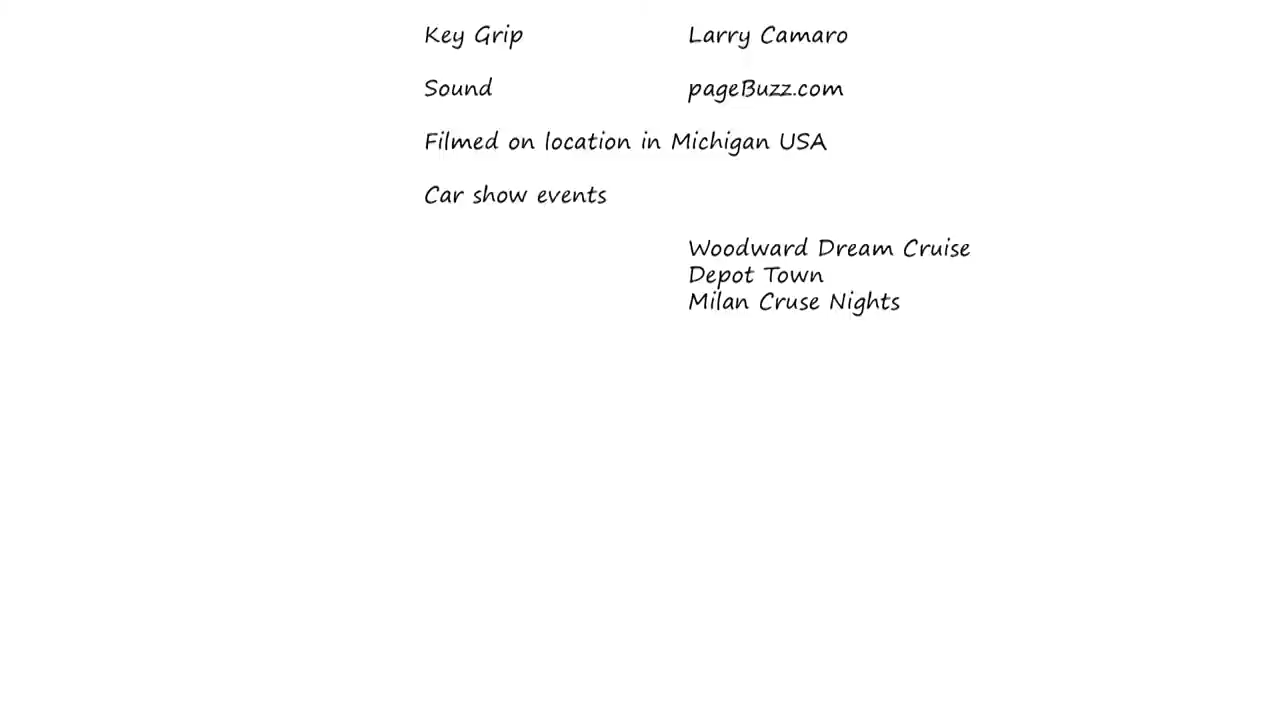 Key Grip Larry Camaro
Sound pageBuzz.com
Filmed on location in Michigan USA
Car show events
Woodward Dream Cruise
Depot Town
Milan Cruse Nights